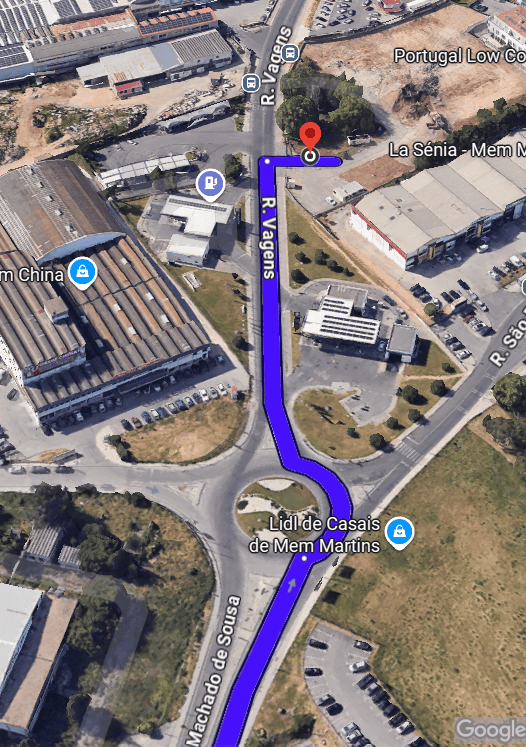 Portugal Low Co
R. Vagens
La Sénia - Mem M
R. Vagens
m China
R. São
Lidl de Casais
de Mem Martins
Machado de Sousa
Google